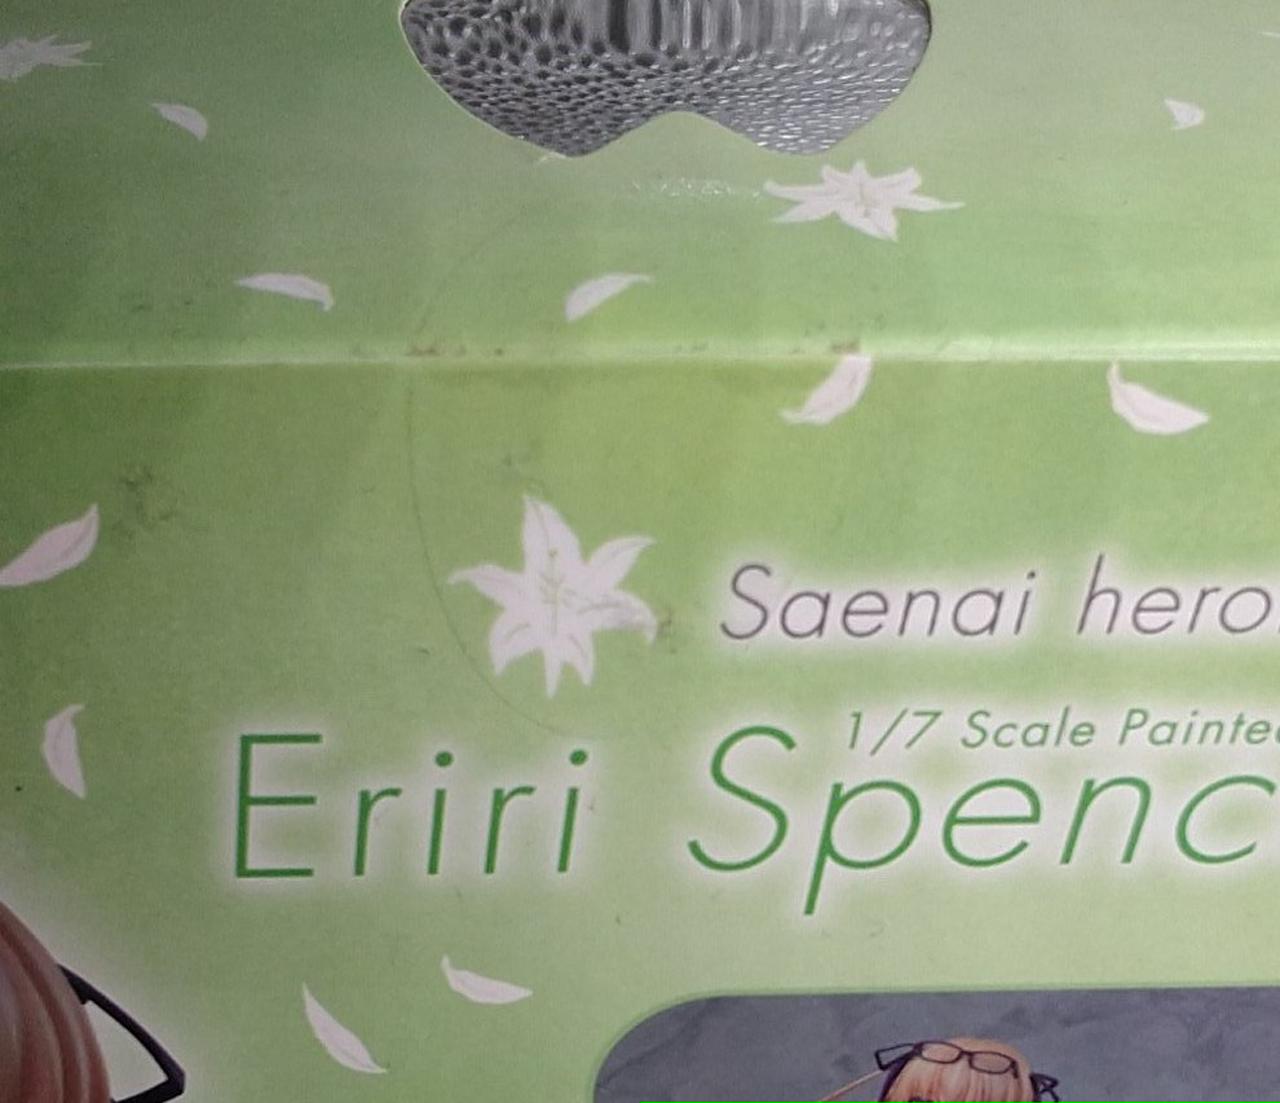 Saenai hero
1/7 Scale Painte
Eriri Spenc